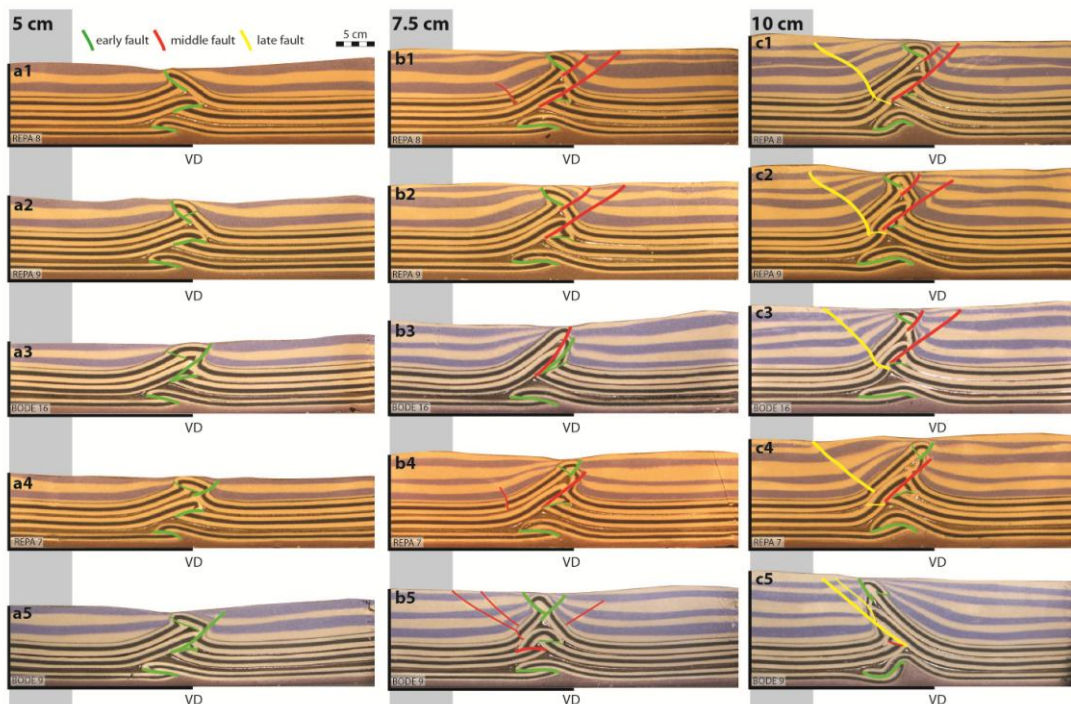 5 cm
early fault
middle fault
late fault
5 cm
7.5 cm
10 cm
a1
REPA 8
VD
b1
REPA 8
VD
c1
REPA 8
VD
a2
REPA 9
VD
b2
REPA 9
VD
c2
REPA 9
VD
a3
BODE 16
VD
b3
BODE 16
VD
c3
BODE 16
VD
a4
REPA 7
VD
b4
REPA 7
VD
c4
REPA 7
VD
a5
BODE 9
VD
b5
BODE 9
VD
c5
BODE 9
VD